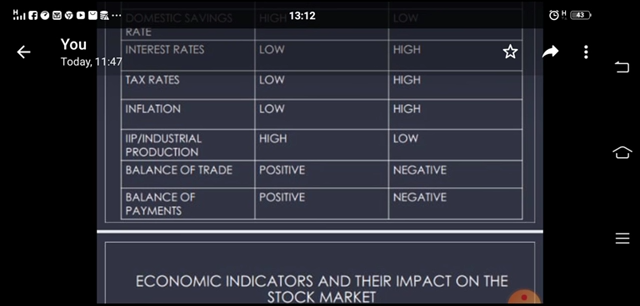 13:12
43
DOMESTIC SAVINGS HIGH LOW
RATE
You
Today, 11:47
INTEREST RATES LOW HIGH
TAX RATES LOW HIGH
INFLATION LOW HIGH
IIP/INDUSTRIAL HIGH LOW
PRODUCTION
BALANCE OF TRADE POSITIVE NEGATIVE
BALANCE OF POSITIVE NEGATIVE
PAYMENTS
ECONOMIC INDICATORS AND THEIR IMPACT ON THE
STOCK MARKET